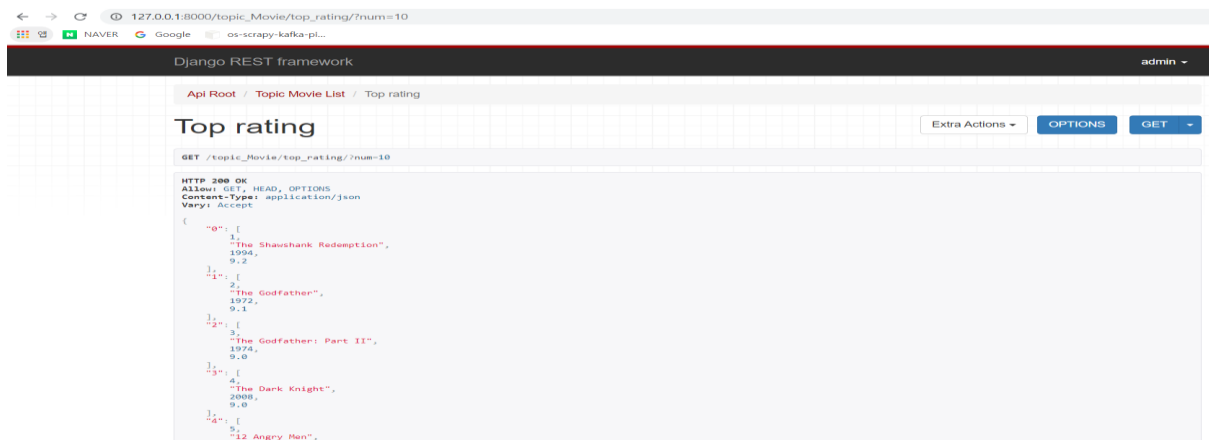 127.0.0.1:8000/topic_Movie/top_rating/?num=10
앱 N NAVER G Google os-scrapy-kafka-pl...
Django REST framework admin
Api Root / Topic Movie List / Top rating
Top rating Extra Actions OPTIONS GET
GET /topic_Movie/top_rating/?num=10
HTTP 200 OK
Allow: GET, HEAD, OPTIONS
Content-Type: application/json
Vary: Accept
{
"0": [
1,
"The Shawshank Redemption",
1994,
9.2
],
"1": [
2,
"The Godfather",
1972,
9.1
],
"2": [
3,
"The Godfather: Part II",
1974,
9.0
],
"3": [
4,
"The Dark Knight",
2008,
9.0
],
"4": [
5,
"12 Angry Men",